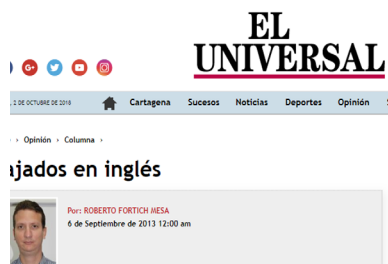 EL
UNIVERSAL
2 DE OCTUBRE DE 2018
Cartagena Sucesos Noticias Deportes Opinión
› Opinión › Columna ›
ajados en inglés
Por: ROBERTO FORTICH MESA
6 de Septiembre de 2013 12:00 am